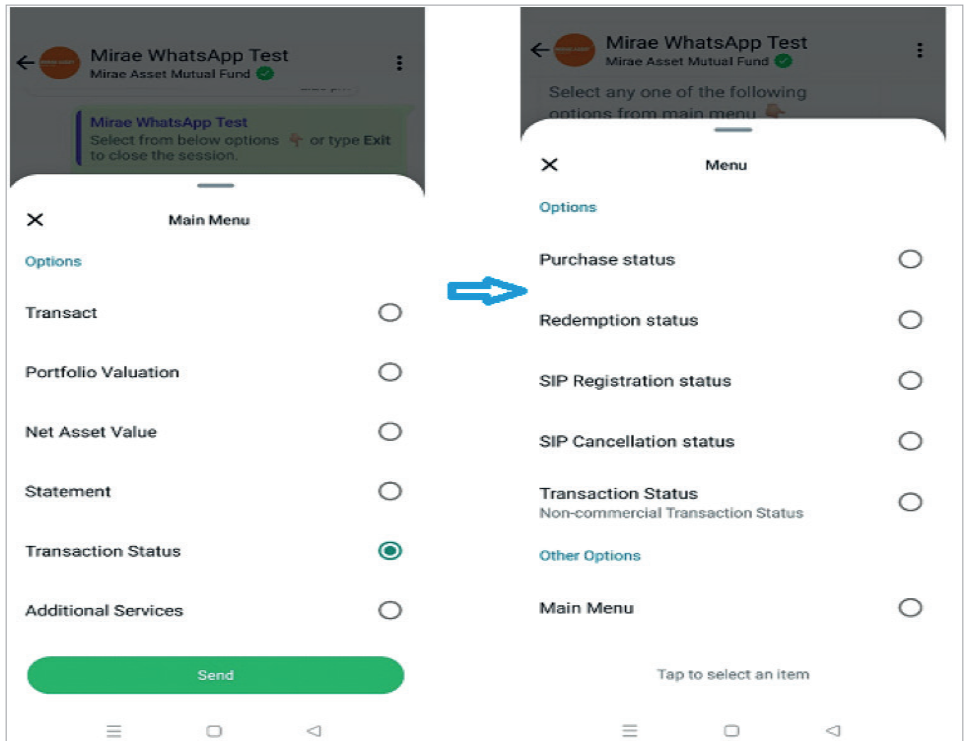 Mirae WhatsApp Test
Mirae Asset Mutual Fund
Mirae WhatsApp Test
Select from below options 👇 or type Exit
to close the session.
Main Menu
Options
Transact
Portfolio Valuation
Net Asset Value
Statement
Transaction Status
Additional Services
Send
Mirae WhatsApp Test
Mirae Asset Mutual Fund
Select any one of the following
options from main menu 👇
Menu
Options
Purchase status
Redemption status
SIP Registration status
SIP Cancellation status
Transaction Status
Non-commercial Transaction Status
Other Options
Main Menu
Tap to select an item